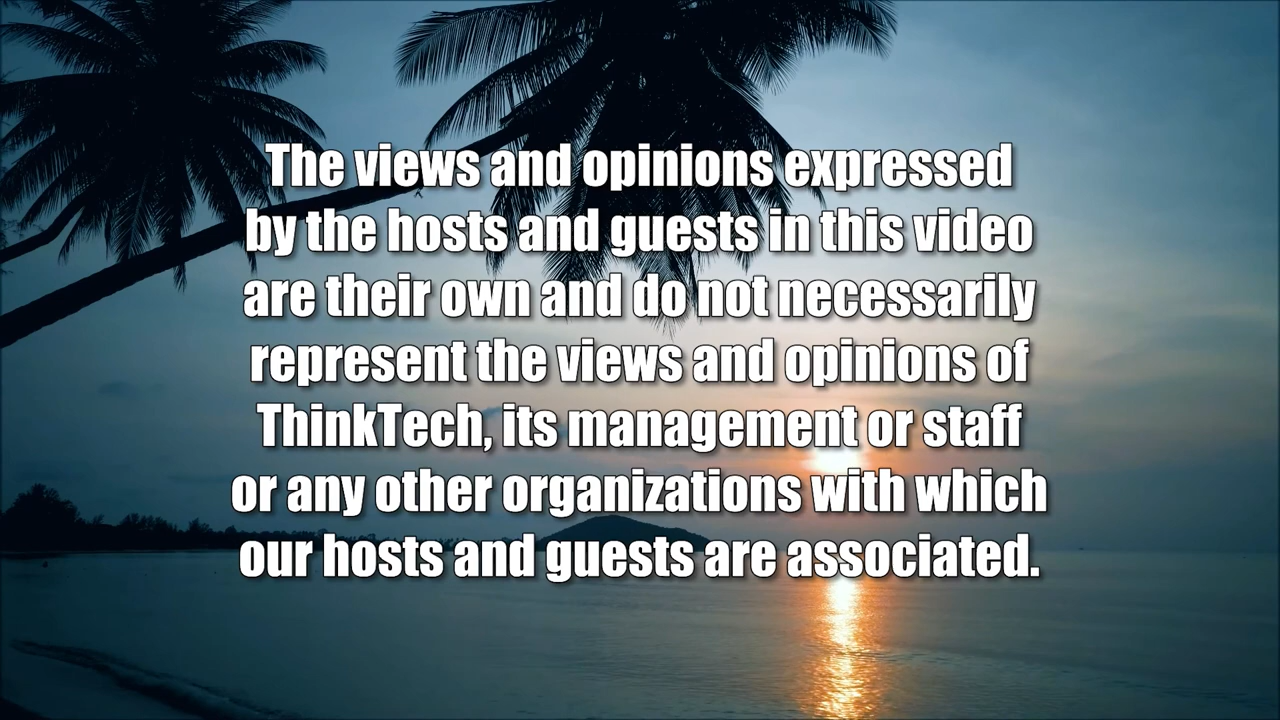 The views and opinions expressed
by the hosts and guests in this video
are their own and do not necessarily
represent the views and opinions of
ThinkTech, its management or staff
or any other organizations with which
our hosts and guests are associated.